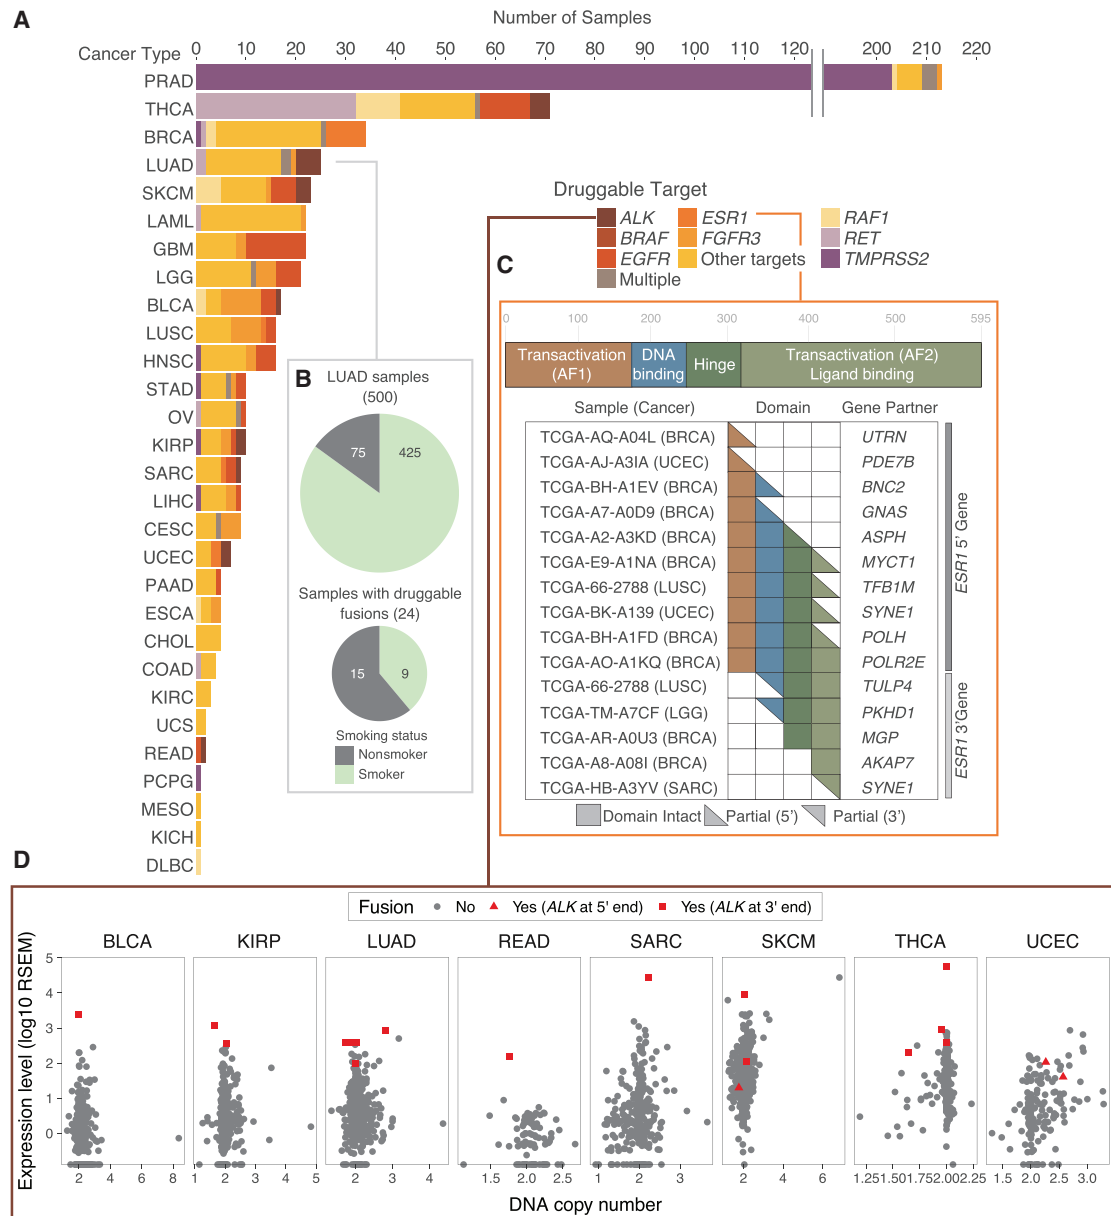 A
Number of Samples
Cancer Type
0 10 20 30 40 50 60 70 80 90 100 110 120 200 210 220
PRAD
THCA
BRCA
LUAD
SKCM
LAML
GBM
LGG
BLCA
LUSC
HNSC
STAD
OV
KIRP
SARC
LIHC
CESC
UCEC
PAAD
ESCA
CHOL
COAD
KIRC
UCS
READ
PCPG
MESO
KICH
DLBC
Druggable Target
ALK ESR1 RAF1
BRAF FGFR3 RET
EGFR Other targets TMPRSS2
Multiple
B
LUAD samples
(500)
75 425
Samples with druggable
fusions (24)
15 9
Smoking status
Nonsmoker
Smoker
C
0 100 200 300 400 500 595
Transactivation
(AF1)
DNA
binding
Hinge
Transactivation (AF2)
Ligand binding
Sample (Cancer) Domain Gene Partner
TCGA-AQ-A04L (BRCA) UTRN
TCGA-AJ-A3IA (UCEC) PDE7B
TCGA-BH-A1EV (BRCA) BNC2
TCGA-A7-A0D9 (BRCA) GNAS
TCGA-A2-A3KD (BRCA) ASPH
TCGA-E9-A1NA (BRCA) MYCT1
TCGA-66-2788 (LUSC) TFB1M
TCGA-BK-A139 (UCEC) SYNE1
TCGA-BH-A1FD (BRCA) POLH
TCGA-AO-A1KQ (BRCA) POLR2E
TCGA-66-2788 (LUSC) TULP4
TCGA-TM-A7CF (LGG) PKHD1
TCGA-AR-A0U3 (BRCA) MGP
TCGA-A8-A08I (BRCA) AKAP7
TCGA-HB-A3YV (SARC) SYNE1
ESR1 5' Gene
ESR1 3'Gene
Domain Intact Partial (5') Partial (3')
D
Fusion No Yes (ALK at 5' end) Yes (ALK at 3' end)
BLCA KIRP LUAD READ SARC SKCM THCA UCEC
Expression level (log10 RSEM)
5
4
3
2
1
0
2 4 6 8 1 2 3 4 5 2 3 4 1.5 2.0 2.5 1 2 3 2 4 6 1.25 1.50 1.75 2.00 2.25 1.5 2.0 2.5 3.0
DNA copy number